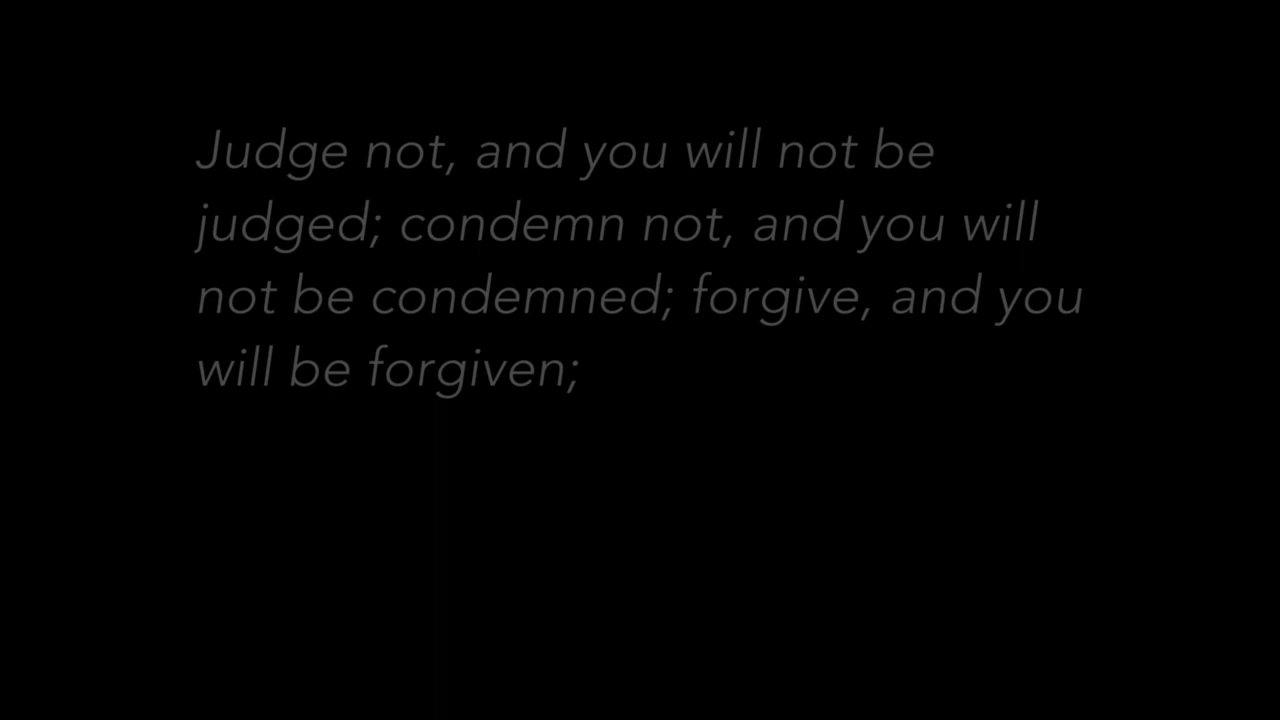 Judge not, and you will not be
judged; condemn not, and you will
not be condemned; forgive, and you
will be forgiven;